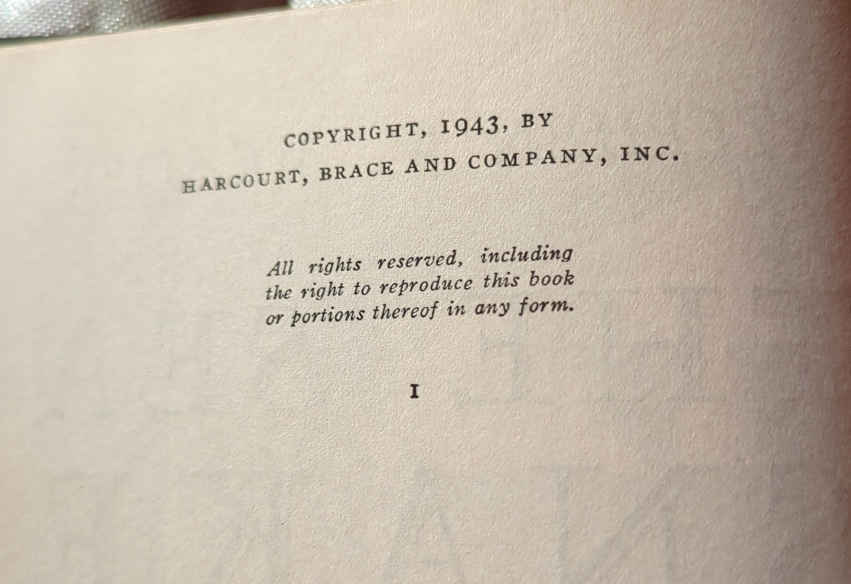 COPYRIGHT, 1943, BY
HARCOURT, BRACE AND COMPANY, INC.
All rights reserved, including
the right to reproduce this book
or portions thereof in any form.
I